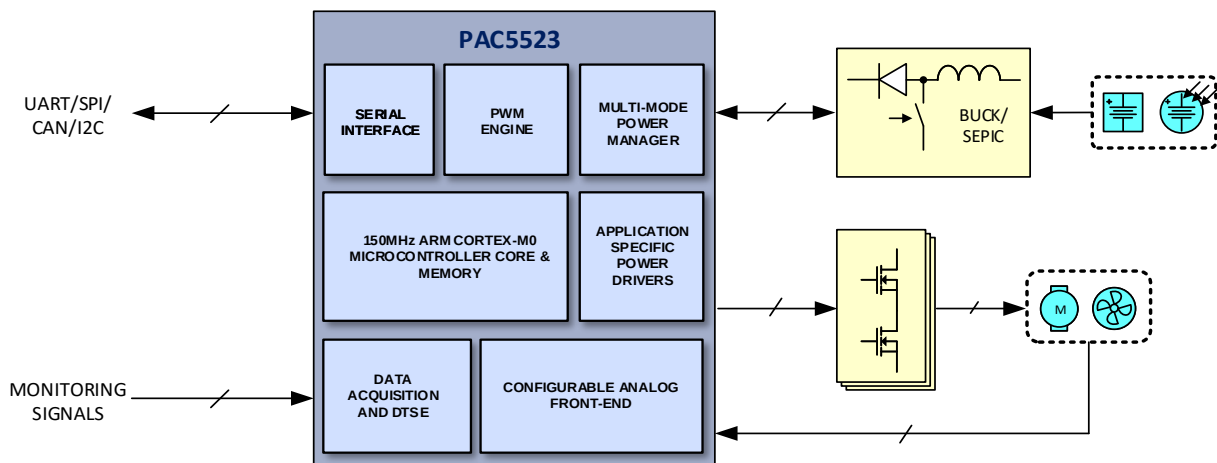 PAC5523
UART/SPI/
CAN/I2C
SERIAL
INTERFACE
PWM
ENGINE
MULTI-MODE
POWER
MANAGER
BUCK/
SEPIC
+
+
150MHz ARM CORTEX-M0
MICROCONTROLLER CORE &
MEMORY
APPLICATION
SPECIFIC
POWER
DRIVERS
M
MONITORING
SIGNALS
DATA
ACQUISITION
AND DTSE
CONFIGURABLE ANALOG
FRONT-END